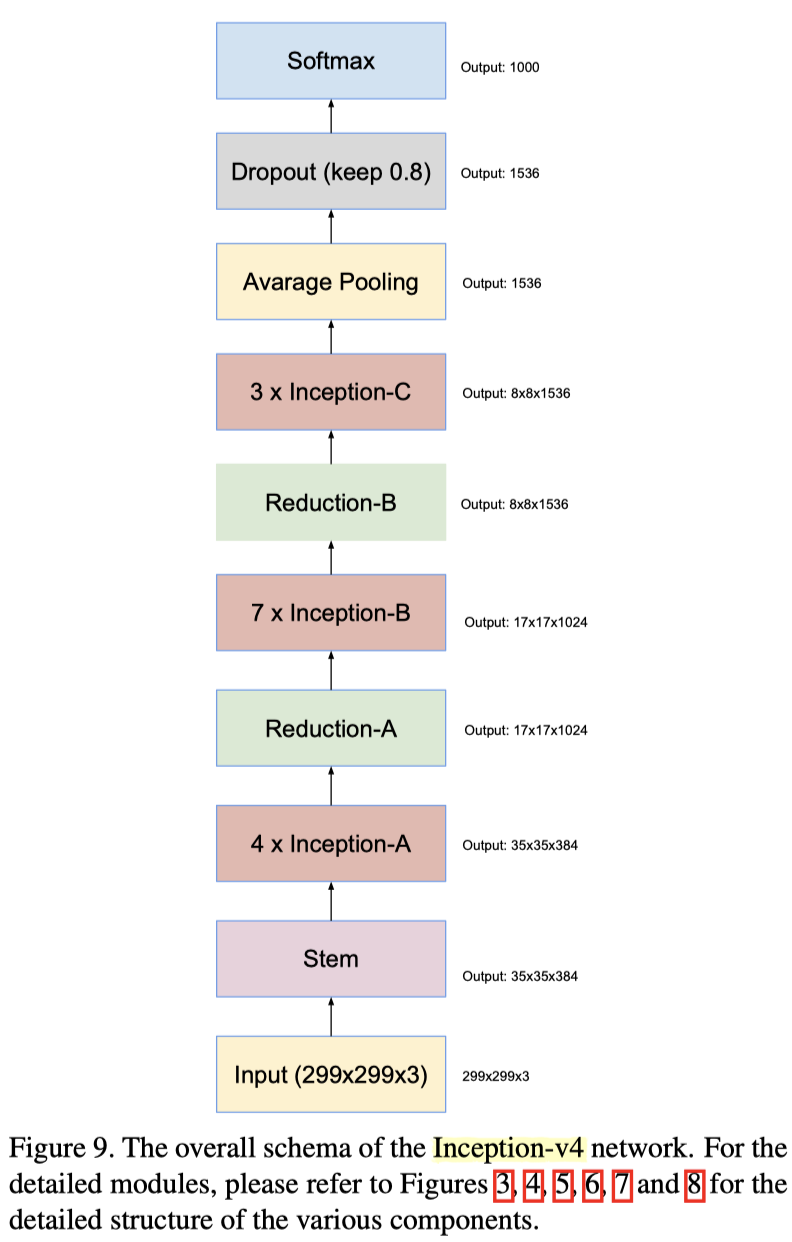 Softmax
Output: 1000
Dropout (keep 0.8)
Output: 1536
Avarage Pooling
Output: 1536
3 x Inception-C
Output: 8x8x1536
Reduction-B
Output: 8x8x1536
7 x Inception-B
Output: 17x17x1024
Reduction-A
Output: 17x17x1024
4 x Inception-A
Output: 35x35x384
Stem
Output: 35x35x384
Input (299x299x3)
299x299x3
Figure 9. The overall schema of the Inception-v4 network. For the
detailed modules, please refer to Figures 3, 4, 5, 6, 7 and 8 for the
detailed structure of the various components.